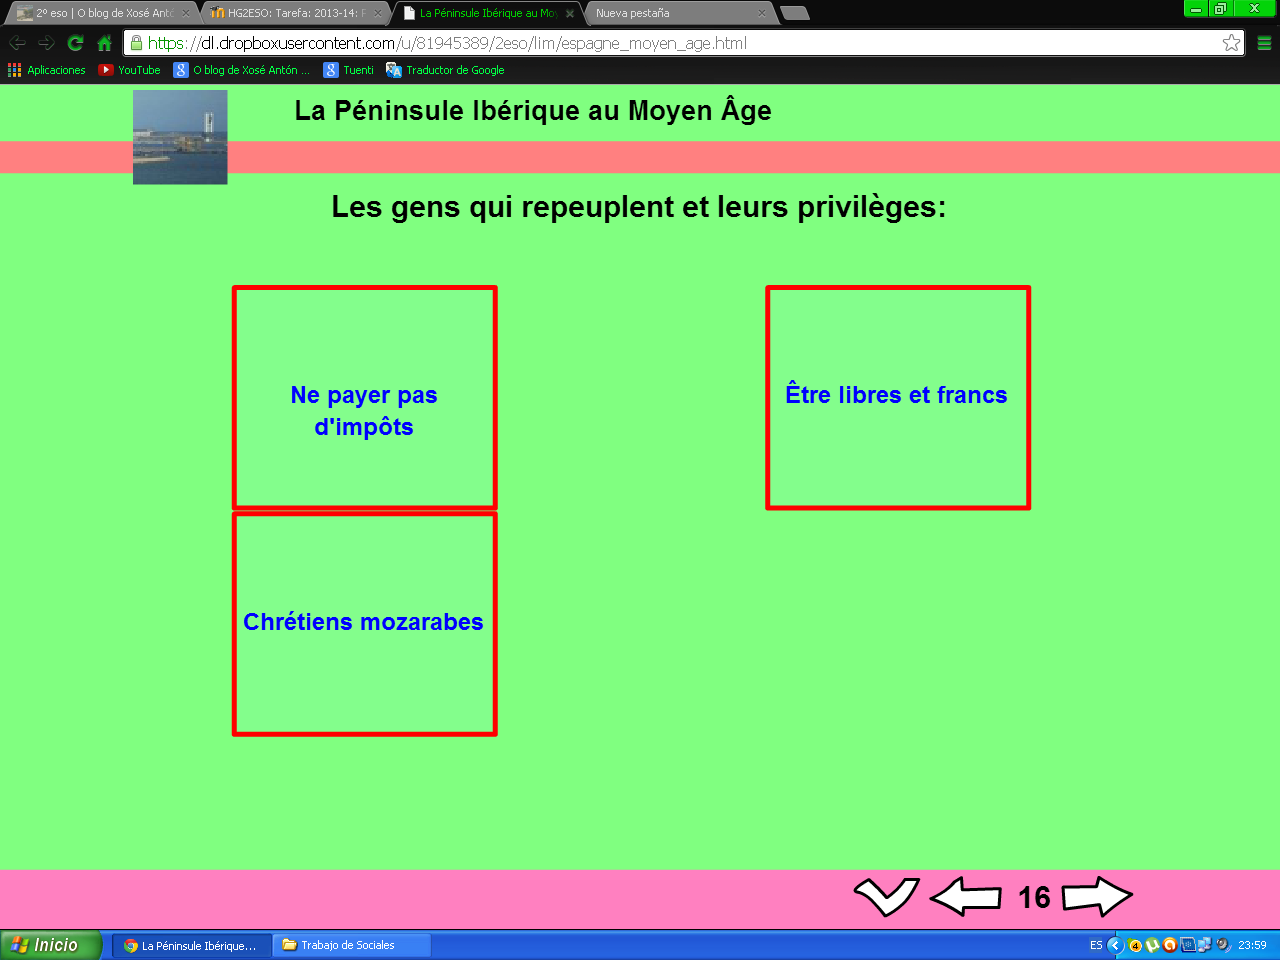 2º eso | O blog de Xosé Antó
HG2ESO: Tarefa: 2013-14: F
La Péninsule Ibérique au Moy
Nueva pestaña
https://dl.dropboxusercontent.com/u/81945389/2eso/lim/espagne_moyen_age.html
Aplicaciones
YouTube
O blog de Xosé Antón ...
Tuenti
Traductor de Google
La Péninsule Ibérique au Moyen Âge
Les gens qui repeuplent et leurs privilèges:
Ne payer pas
d'impôts
Être libres et francs
Chrétiens mozarabes
16
Inicio
La Péninsule Ibérique...
Trabajo de Sociales
ES
23:59